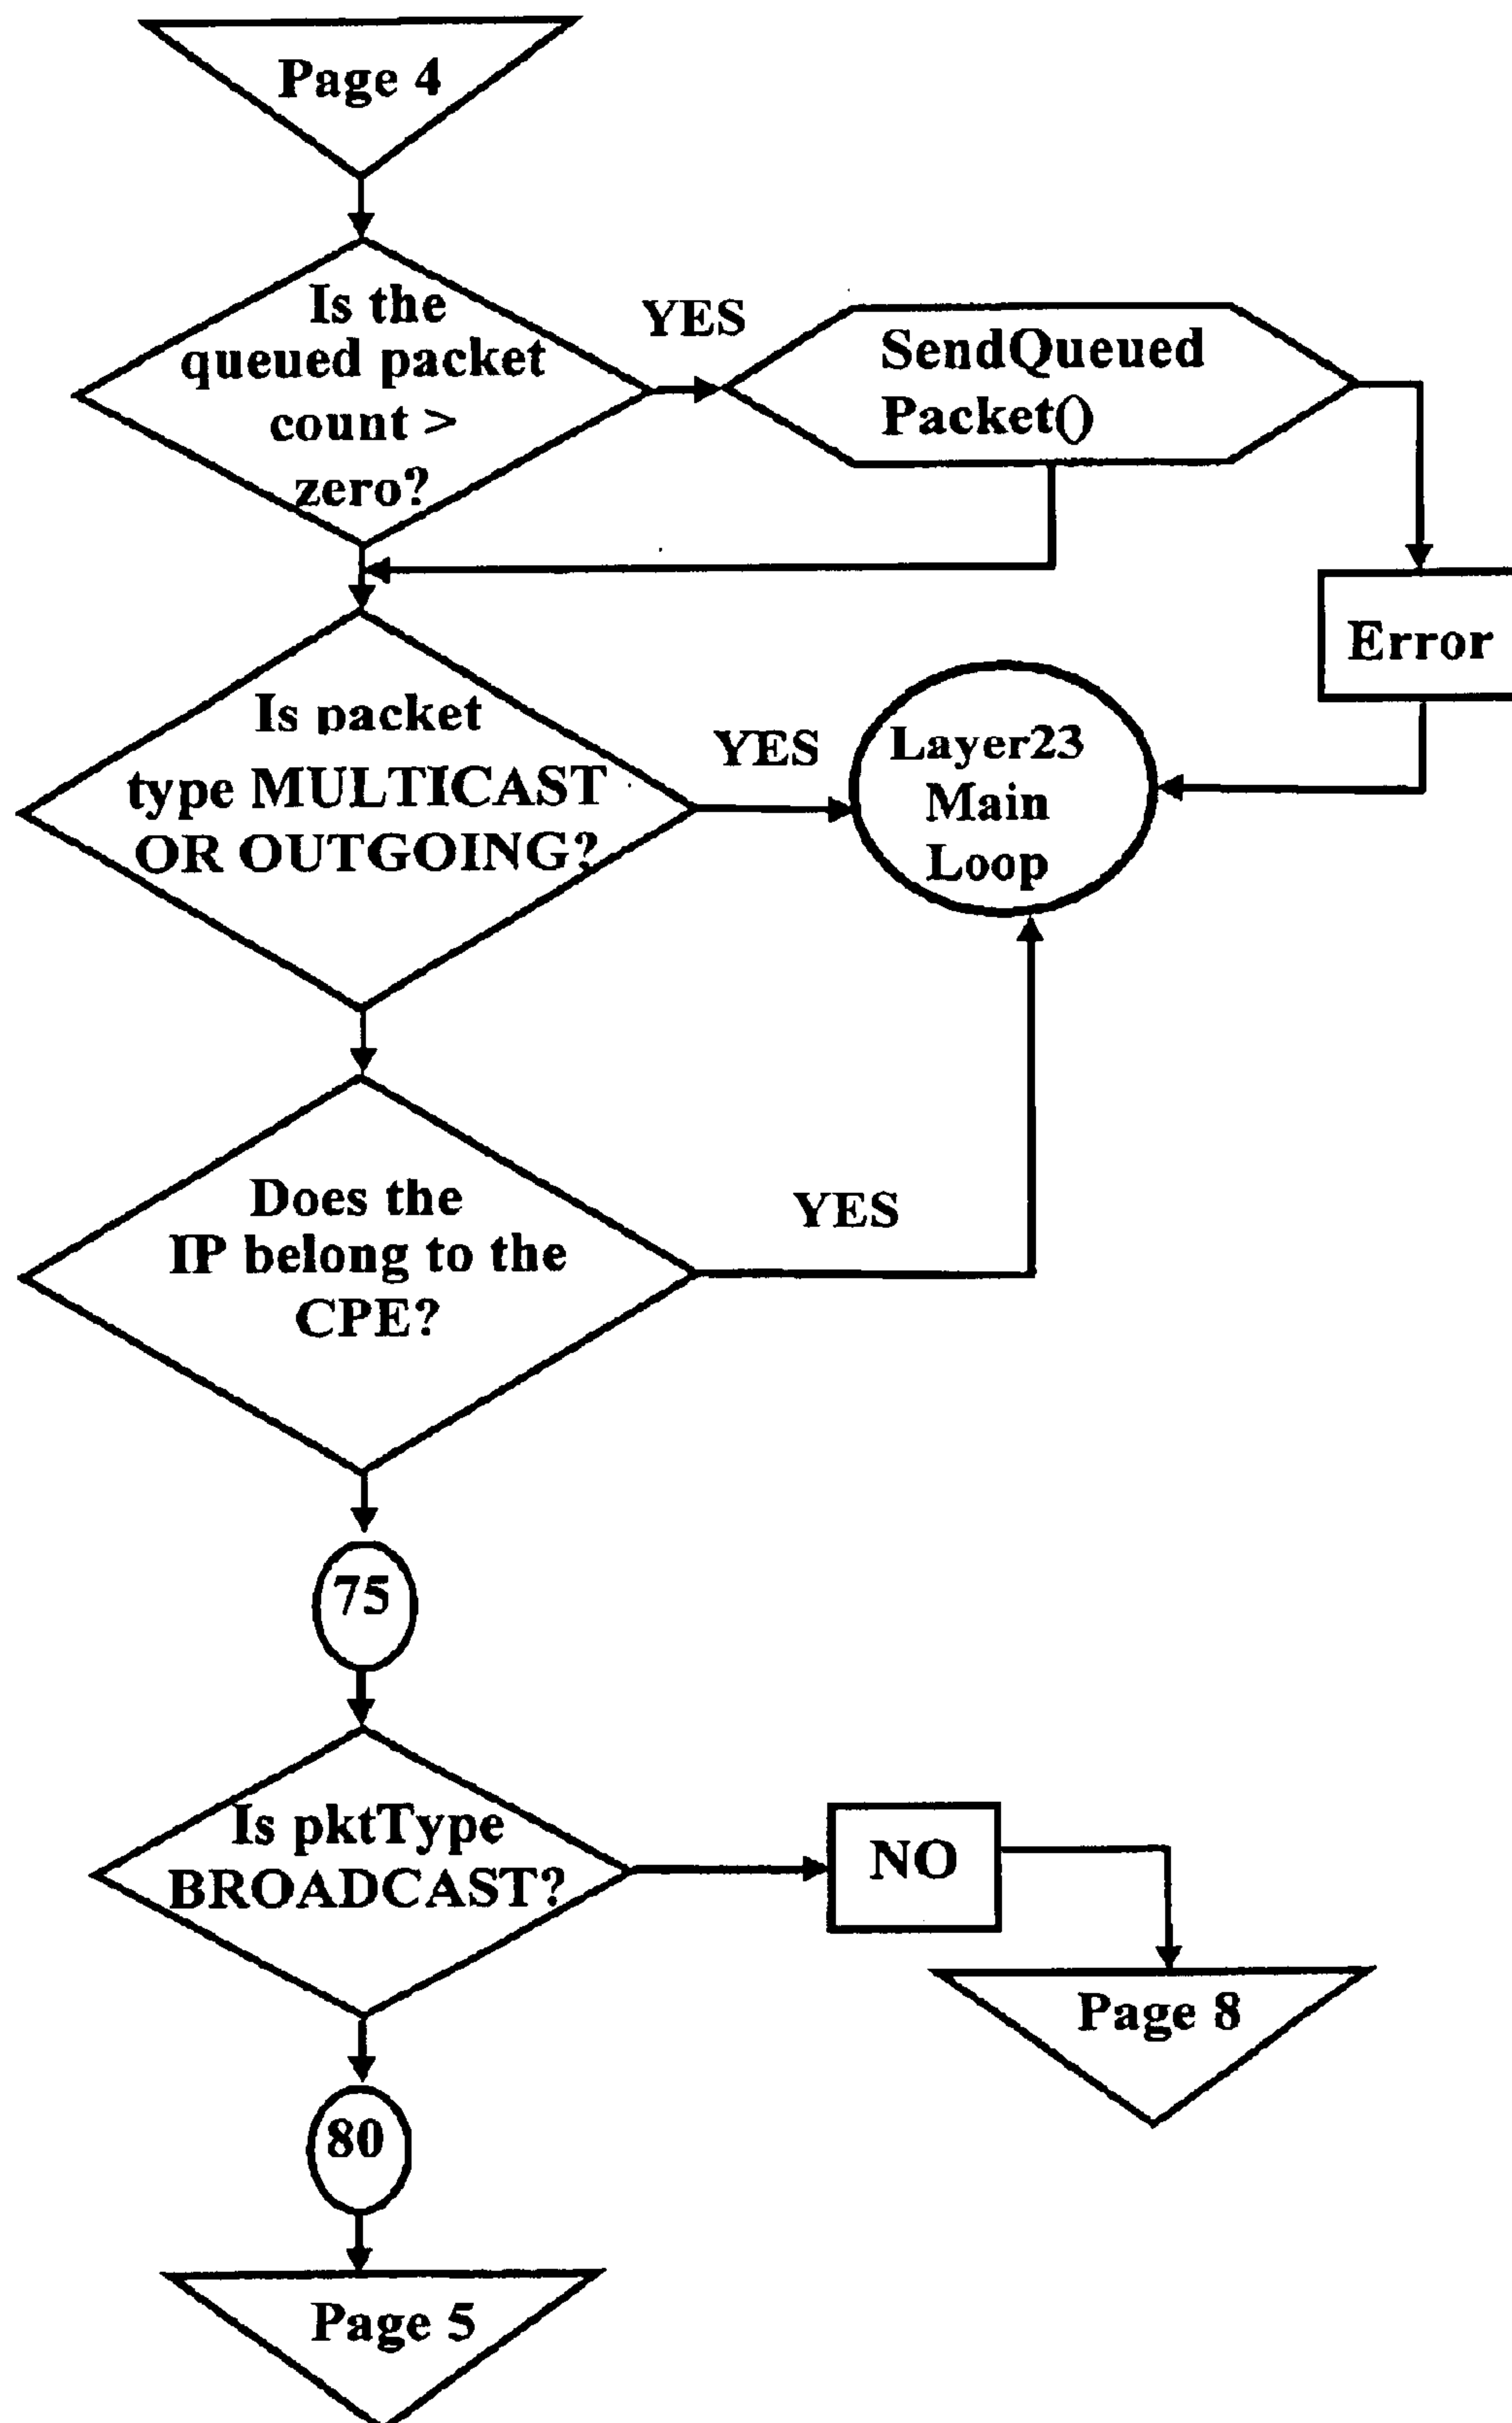 Page 4
Is the
queued packet
count >
zero?
YES
SendQueued
Packet()
Error
Is packet
type MULTICAST
OR OUTGOING?
YES
Layer23
Main
Loop
Does the
IP belong to the
CPE?
YES
75
Is pktType
BROADCAST?
NO
Page 8
80
Page 5